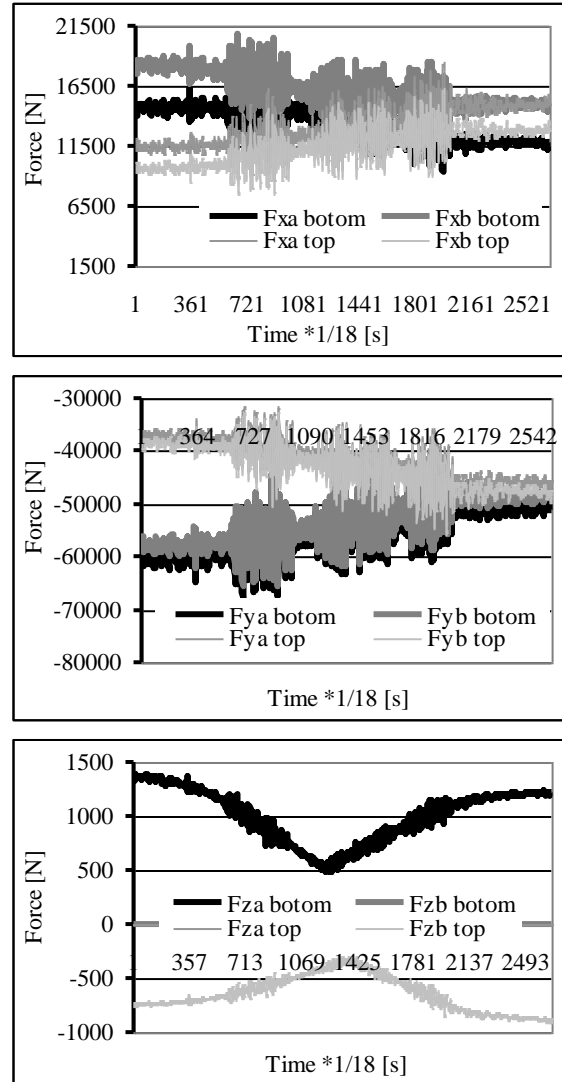 21500
16500
11500
6500
1500
Force [N]
Fxa botom Fxb botom
Fxa top Fxb top
1 361 721 1081 1441 1801 2161 2521
Time *1/18 [s]
-30000
-40000
-50000
-60000
-70000
-80000
Force [N]
1 364 727 1090 1453 1816 2179 2542
Fya botom Fyb botom
Fya top Fyb top
Time *1/18 [s]
1500
1000
500
0
-500
-1000
Force [N]
Fza botom Fzb botom
Fza top Fzb top
1 357 713 1069 1425 1781 2137 2493
Time *1/18 [s]